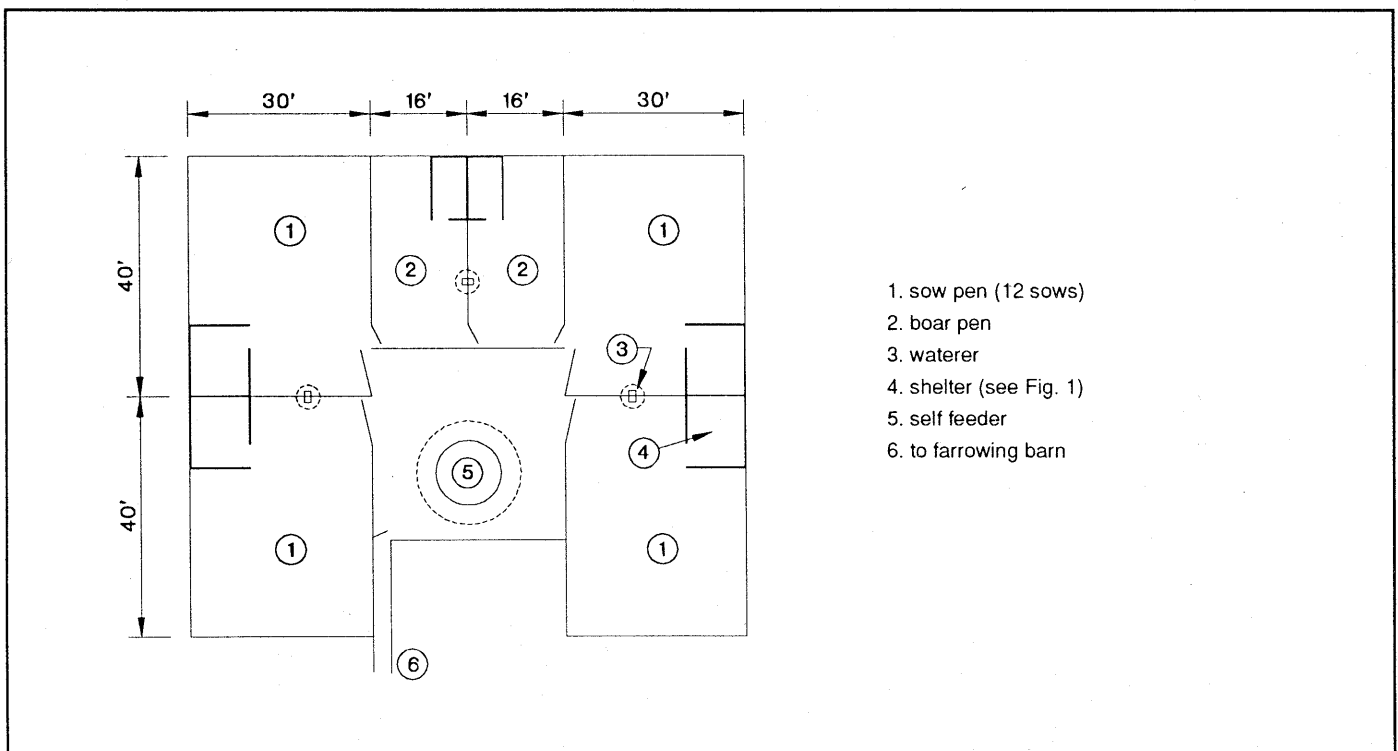 30' 16' 16' 30'
40'
40'
1
1
2
2
3
4
5
1
1
6
1. sow pen (12 sows)
2. boar pen
3. waterer
4. shelter (see Fig. 1)
5. self feeder
6. to farrowing barn